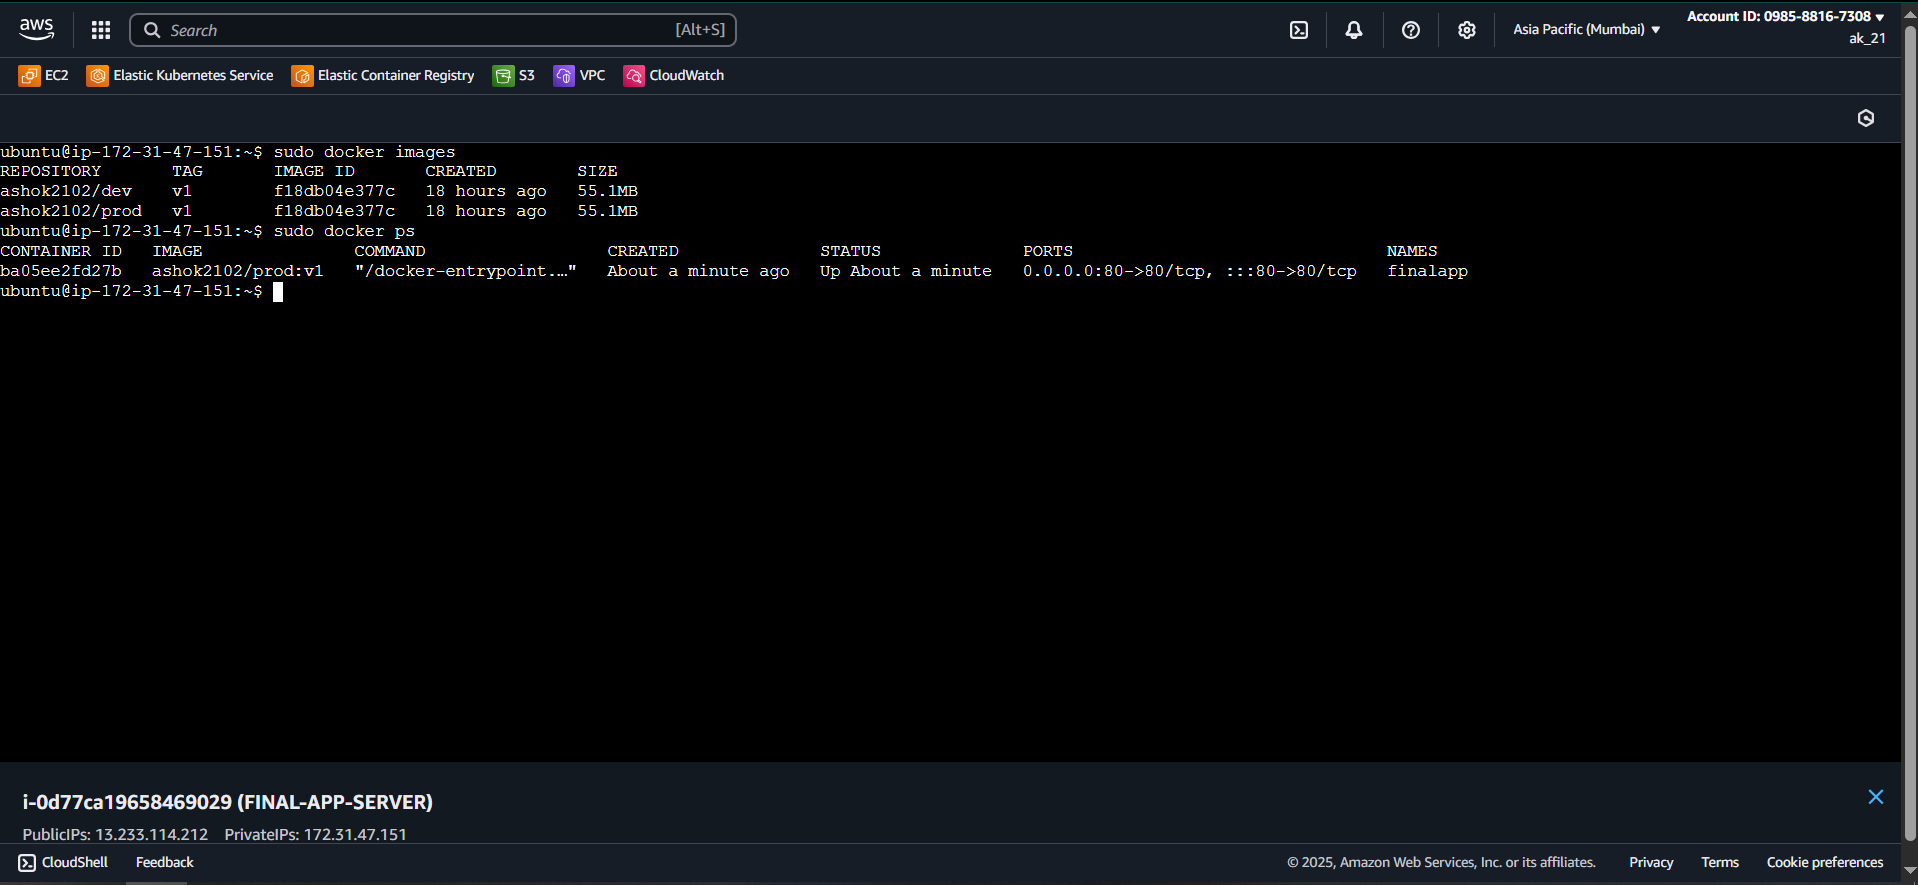 aws
Search [Alt+S]
Asia Pacific (Mumbai)
Account ID: 0985-8816-7308
ak_21
EC2 Elastic Kubernetes Service Elastic Container Registry S3 VPC CloudWatch
ubuntu@ip-172-31-47-151:~$ sudo docker images
REPOSITORY TAG IMAGE ID CREATED SIZE
ashok2102/dev v1 f18db04e377c 18 hours ago 55.1MB
ashok2102/prod v1 f18db04e377c 18 hours ago 55.1MB
ubuntu@ip-172-31-47-151:~$ sudo docker ps
CONTAINER ID IMAGE COMMAND CREATED STATUS PORTS NAMES
ba05ee2fd27b ashok2102/prod:v1 "/docker-entrypoint.…" About a minute ago Up About a minute 0.0.0.0:80->80/tcp, :::80->80/tcp finalapp
ubuntu@ip-172-31-47-151:~$
i-0d77ca19658469029 (FINAL-APP-SERVER)
PublicIPs: 13.233.114.212 PrivateIPs: 172.31.47.151
CloudShell Feedback © 2025, Amazon Web Services, Inc. or its affiliates. Privacy Terms Cookie preferences